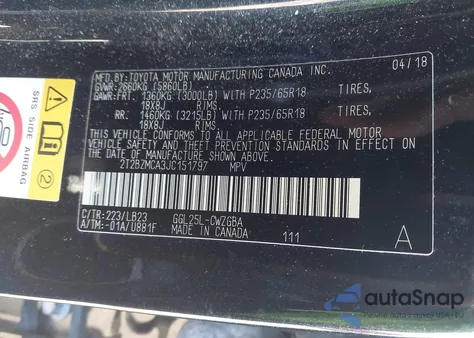 MFD. BY: TOYOTA MOTOR MANUFACTURING CANADA INC. 04/18
GVWR: 2660KG (5860LB)
GAWR: FRT. 1360KG (3000LB) WITH P235/65R18 TIRES,
18X8J RIMS.
RR. 1460KG (3215LB) WITH P235/65R18 TIRES,
18X8J RIMS.
THIS VEHICLE CONFORMS TO ALL APPLICABLE FEDERAL MOTOR
VEHICLE SAFETY AND THEFT PREVENTION STANDARDS IN
EFFECT ON THE DATE OF MANUFACTURE SHOWN ABOVE.
2T2BZMCA3JC151797 MPV
C/TR: 223/LB23 GGL25L-CWZGBA
A/TM: -01A/U881F MADE IN CANADA 111 A
SRS SIDE AIRBAG
autoSnap